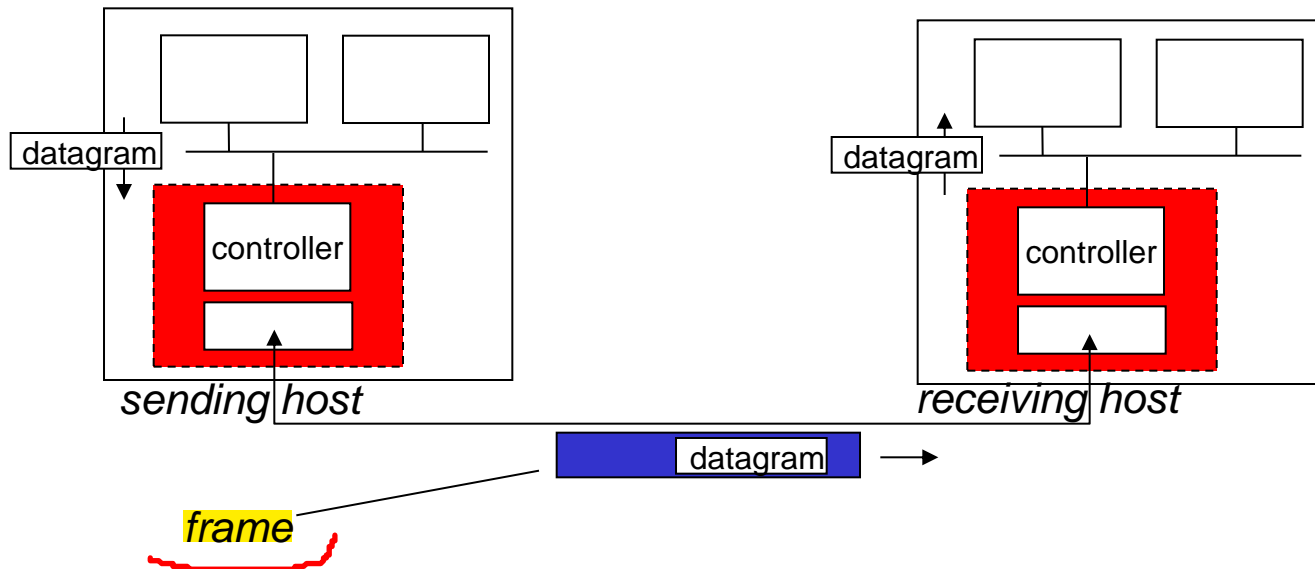 datagram
datagram
controller
controller
sending host
receiving host
datagram
frame